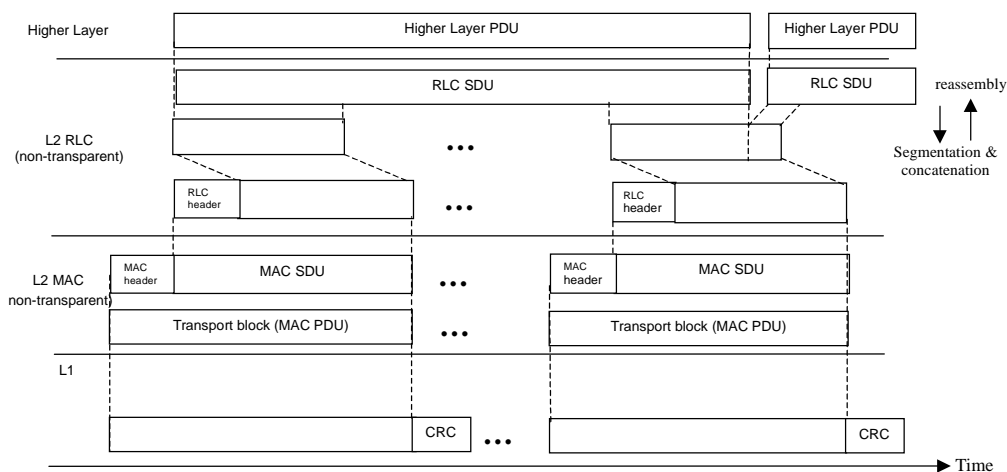 Higher Layer
Higher Layer PDU
Higher Layer PDU
RLC SDU
RLC SDU
reassembly
L2 RLC
(non-transparent)
•••
•••
Segmentation &
concatenation
RLC
header
RLC
header
•••
L2 MAC
non-transparent)
MAC
header
MAC SDU
•••
MAC
header
MAC SDU
Transport block (MAC PDU)
•••
Transport block (MAC PDU)
L1
CRC
•••
CRC
Time